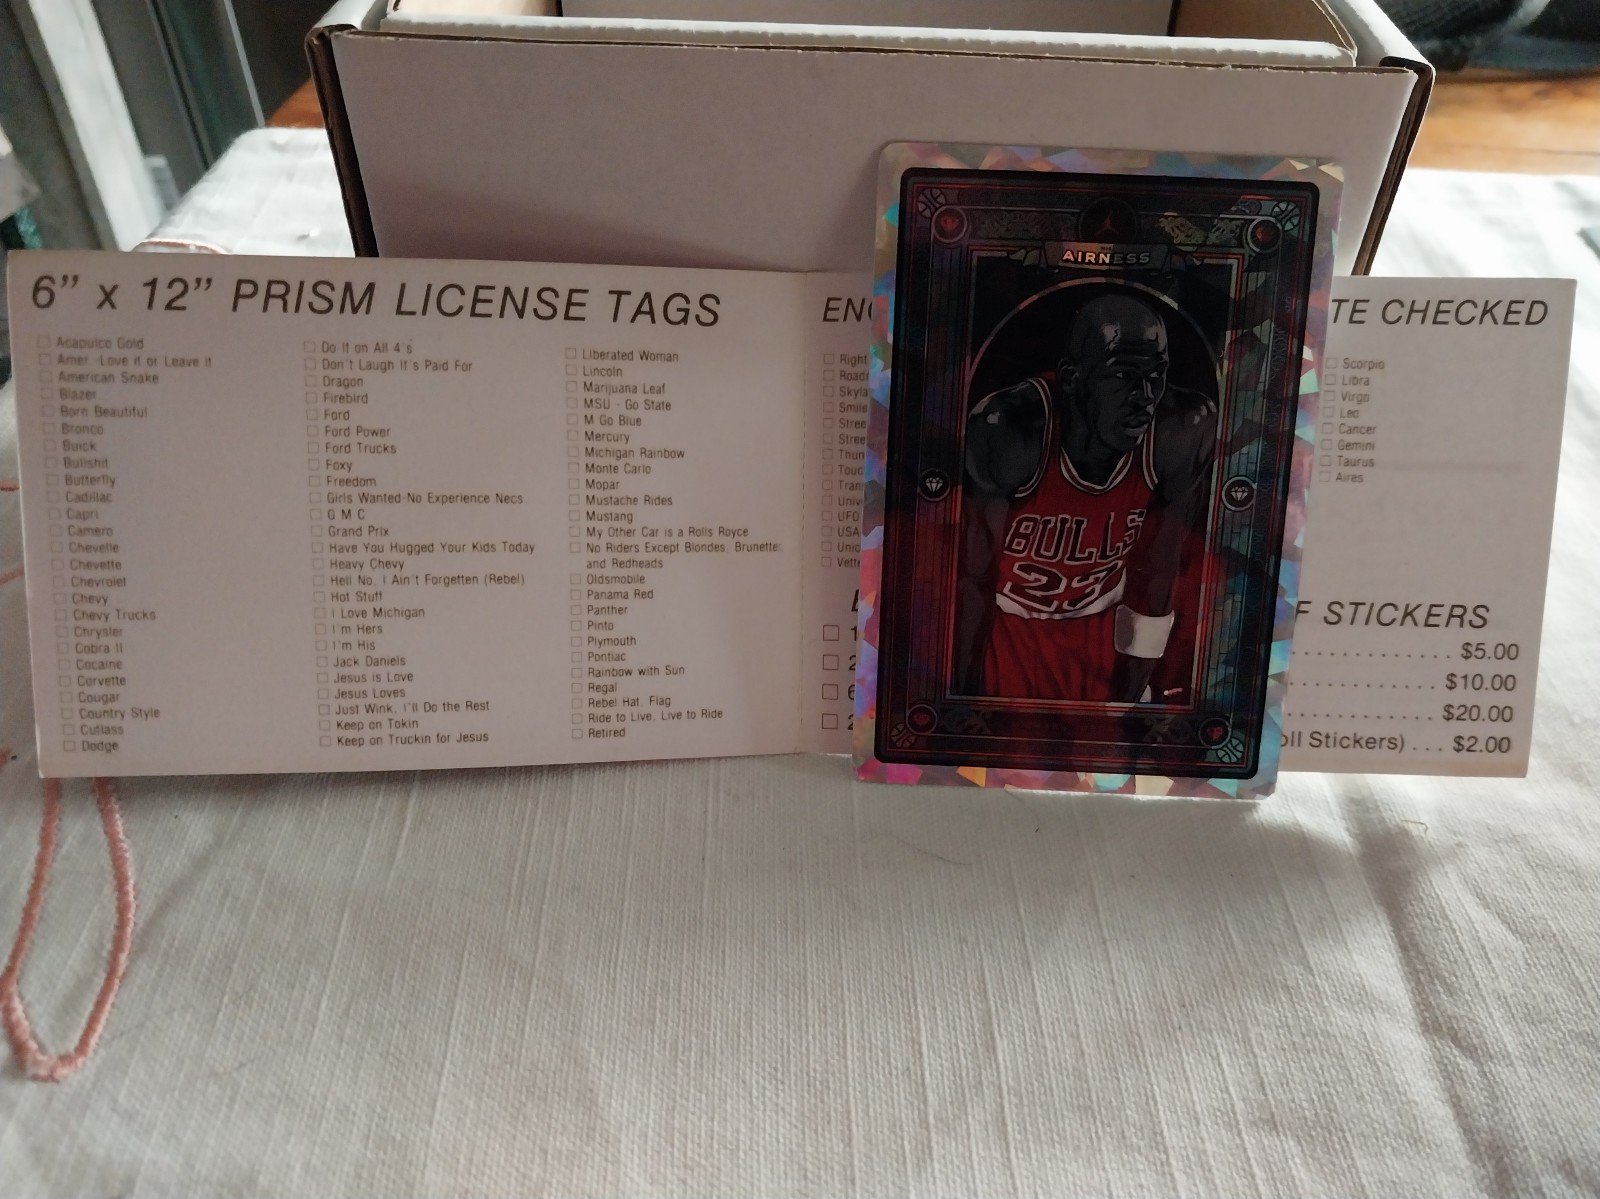 6" x 12" PRISM LICENSE TAGS
Acapulco Gold
Amer. Love it or Leave it
American Snake
Blazer
Born Beautiful
Bronco
Buick
Bullshit
Butterfly
Cadillac
Capri
Camero
Chevelle
Chevette
Chevrolet
Chevy
Chevy Trucks
Chrysler
Cobra II
Cocaine
Corvette
Cougar
Country Style
Cutlass
Dodge
Do It on All 4's
Don't Laugh It's Paid For
Dragon
Firebird
Ford
Ford Power
Ford Trucks
Foxy
Freedom
Girls Wanted-No Experience Necs
G M C
Grand Prix
Have You Hugged Your Kids Today
Heavy Chevy
Hell No, I Ain't Forgetten (Rebel)
Hot Stuff
I Love Michigan
I'm Hers
I'm His
Jack Daniels
Jesus is Love
Jesus Loves
Just Wink, I'll Do the Rest
Keep on Tokin
Keep on Truckin for Jesus
Liberated Woman
Lincoln
Marijuana Leaf
MSU - Go State
M Go Blue
Mercury
Michigan Rainbow
Monte Carlo
Mopar
Mustache Rides
Mustang
My Other Car is a Rolls Royce
No Riders Except Blondes, Brunettes
and Redheads
Oldsmobile
Panama Red
Panther
Pinto
Plymouth
Pontiac
Rainbow with Sun
Regal
Rebel Hat, Flag
Ride to Live, Live to Ride
Retired
TE CHECKED
Right
Smile
UFO
USA
Scorpio
Libra
Virgo
Leo
Cancer
Gemini
Taurus
Aires
F STICKERS
$5.00
$10.00
$20.00
oll Stickers) . . . $2.00
AIRNESS
BULLS
23